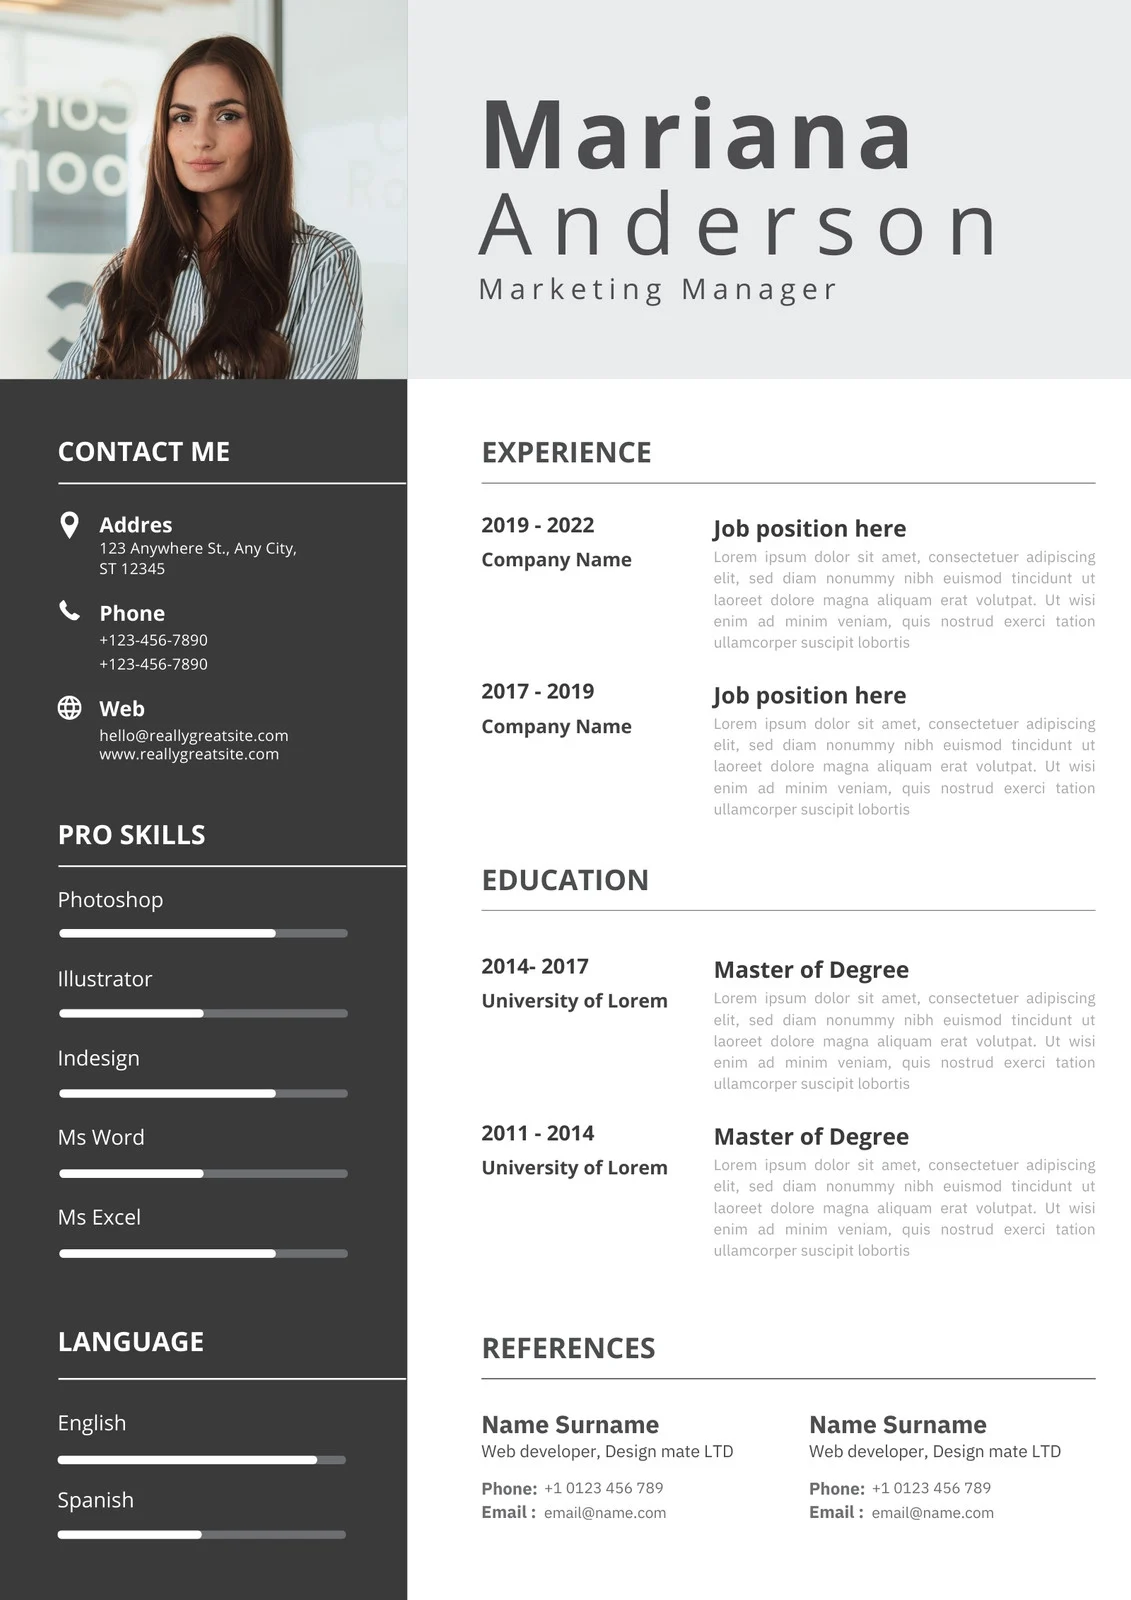 Mariana
Anderson
Marketing Manager
CONTACT ME
Addres
123 Anywhere St., Any City,
ST 12345
Phone
+123-456-7890
+123-456-7890
Web
hello@reallygreatsite.com
www.reallygreatsite.com
PRO SKILLS
Photoshop
Illustrator
Indesign
Ms Word
Ms Excel
LANGUAGE
English
Spanish
EXPERIENCE
2019 - 2022
Company Name
Job position here
Lorem ipsum dolor sit amet, consectetuer adipiscing
elit, sed diam nonummy nibh euismod tincidunt ut
laoreet dolore magna aliquam erat volutpat. Ut wisi
enim ad minim veniam, quis nostrud exerci tation
ullamcorper suscipit lobortis
2017 - 2019
Company Name
Job position here
Lorem ipsum dolor sit amet, consectetuer adipiscing
elit, sed diam nonummy nibh euismod tincidunt ut
laoreet dolore magna aliquam erat volutpat. Ut wisi
enim ad minim veniam, quis nostrud exerci tation
ullamcorper suscipit lobortis
EDUCATION
2014- 2017
University of Lorem
Master of Degree
Lorem ipsum dolor sit amet, consectetuer adipiscing
elit, sed diam nonummy nibh euismod tincidunt ut
laoreet dolore magna aliquam erat volutpat. Ut wisi
enim ad minim veniam, quis nostrud exerci tation
ullamcorper suscipit lobortis
2011 - 2014
University of Lorem
Master of Degree
Lorem ipsum dolor sit amet, consectetuer adipiscing
elit, sed diam nonummy nibh euismod tincidunt ut
laoreet dolore magna aliquam erat volutpat. Ut wisi
enim ad minim veniam, quis nostrud exerci tation
ullamcorper suscipit lobortis
REFERENCES
Name Surname
Web developer, Design mate LTD
Phone: +1 0123 456 789
Email : email@name.com
Name Surname
Web developer, Design mate LTD
Phone: +1 0123 456 789
Email : email@name.com